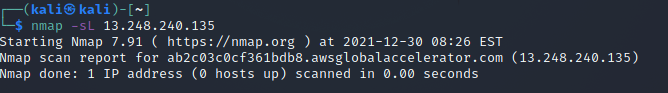 ┌──(kali㉿kali)-[~]
└─$ nmap -sL 13.248.240.135
Starting Nmap 7.91 ( https://nmap.org ) at 2021-12-30 08:26 EST
Nmap scan report for ab2c03c0cf361bdb8.awsglobalaccelerator.com (13.248.240.135)
Nmap done: 1 IP address (0 hosts up) scanned in 0.00 seconds